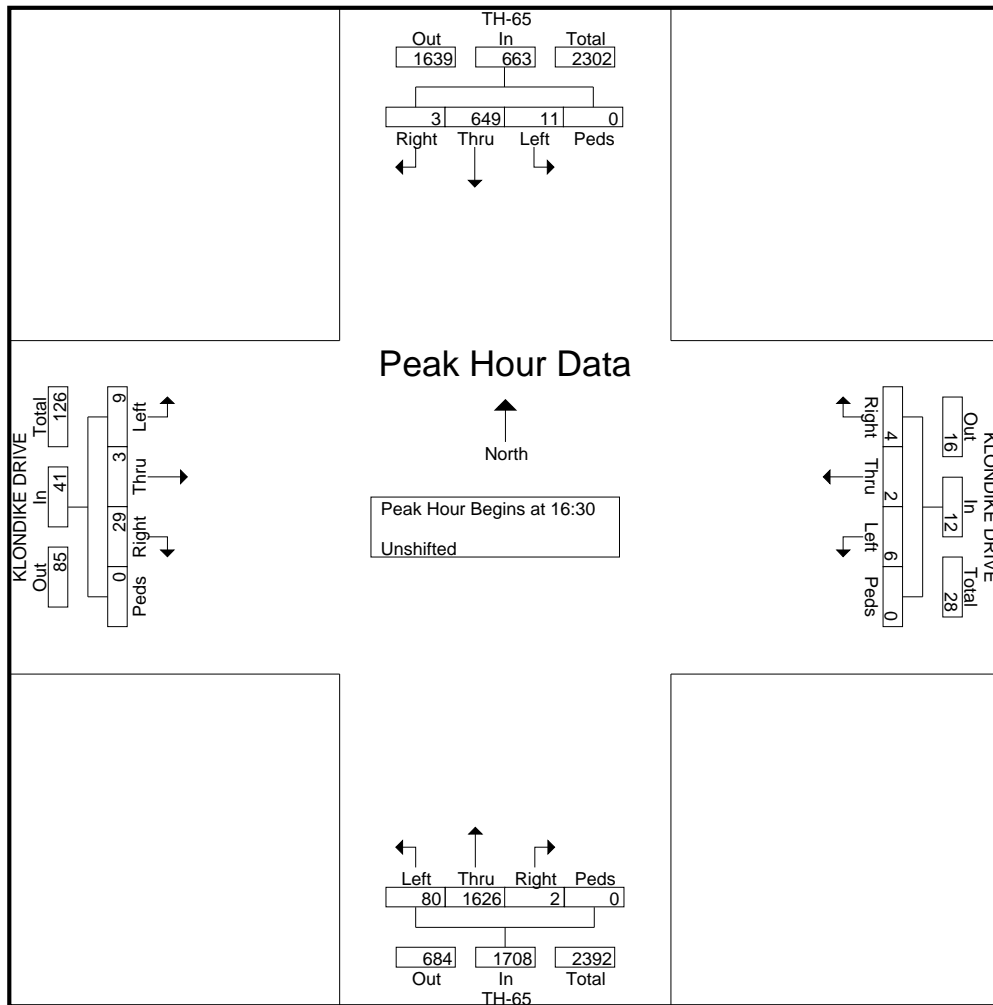 TH-65
Out In Total
1639 663 2302
3 649 11 0
Right Thru Left Peds
Peak Hour Data
North
Peak Hour Begins at 16:30
Unshifted
KLONDIKE DRIVE
Total In Out
126 41 85
9 3 29 0
Left Thru Right Peds
KLONDIKE DRIVE
Out In Total
16 12 28
4 2 6 0
Right Thru Left Peds
Left Thru Right Peds
80 1626 2 0
684 1708 2392
Out In Total
TH-65